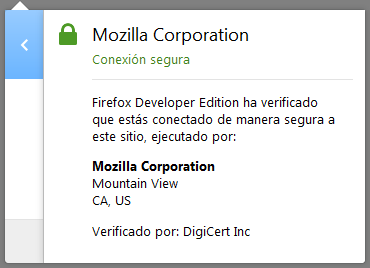 Mozilla Corporation
Conexión segura
Firefox Developer Edition ha verificado
que estás conectado de manera segura a
este sitio, ejecutado por:
Mozilla Corporation
Mountain View
CA, US
Verificado por: DigiCert Inc